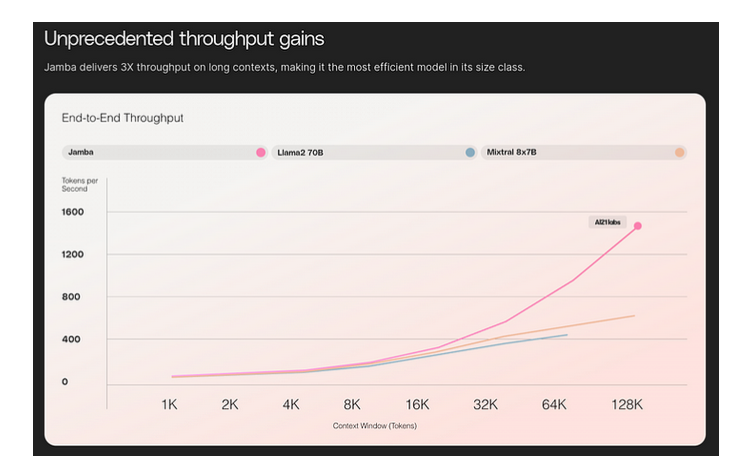 Unprecedented throughput gains
Jamba delivers 3X throughput on long contexts, making it the most efficient model in its size class.
End-to-End Throughput
Jamba
Llama2 70B
Mixtral 8x7B
Tokens per
Second
1600
AI21labs
1200
800
400
0
1K 2K 4K 8K 16K 32K 64K 128K
Context Window (Tokens)